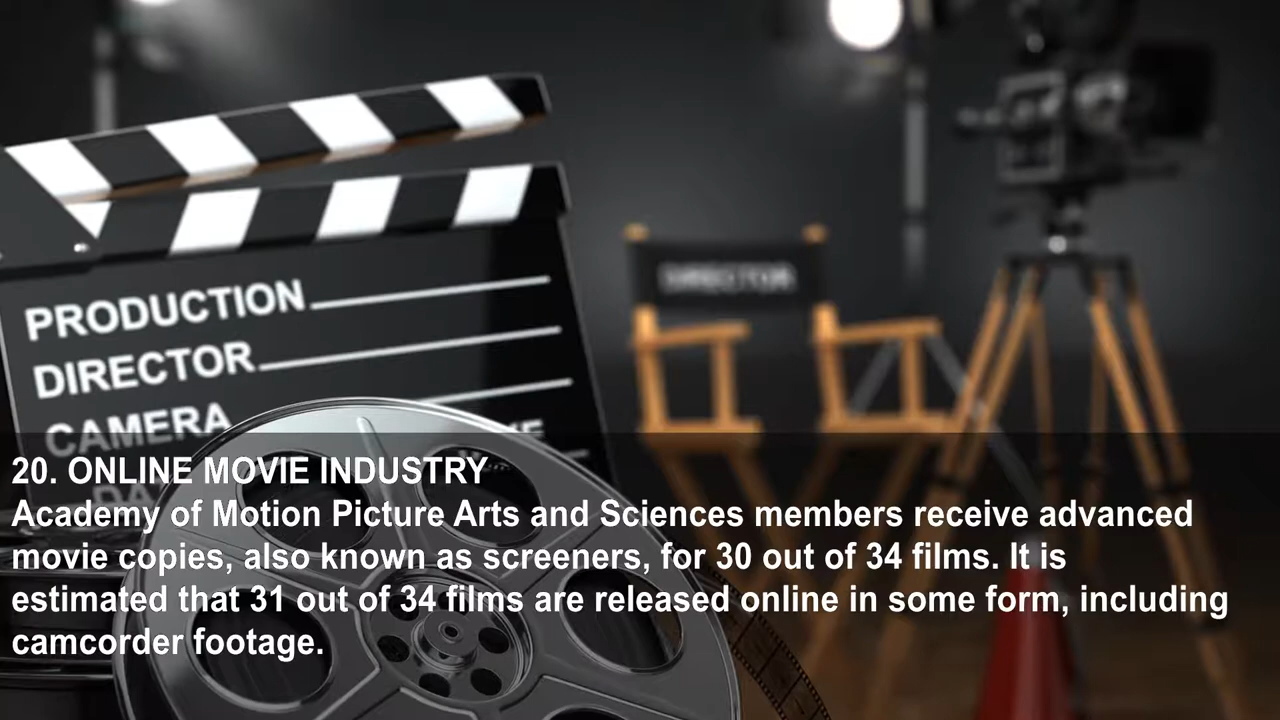 PRODUCTION
DIRECTOR
CAMERA
DIRECTOR
20. ONLINE MOVIE INDUSTRY
Academy of Motion Picture Arts and Sciences members receive advanced
movie copies, also known as screeners, for 30 out of 34 films. It is
estimated that 31 out of 34 films are released online in some form, including
camcorder footage.